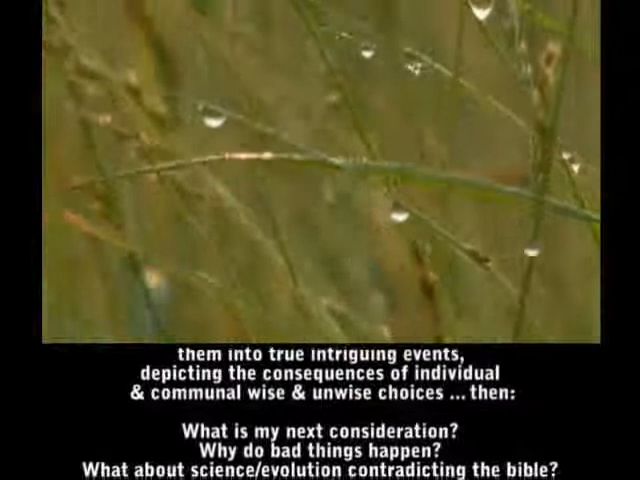 them into true intriguing events,
depicting the consequences of individual
& communal wise & unwise choices ... then:
What is my next consideration?
Why do bad things happen?
What about science/evolution contradicting the bible?